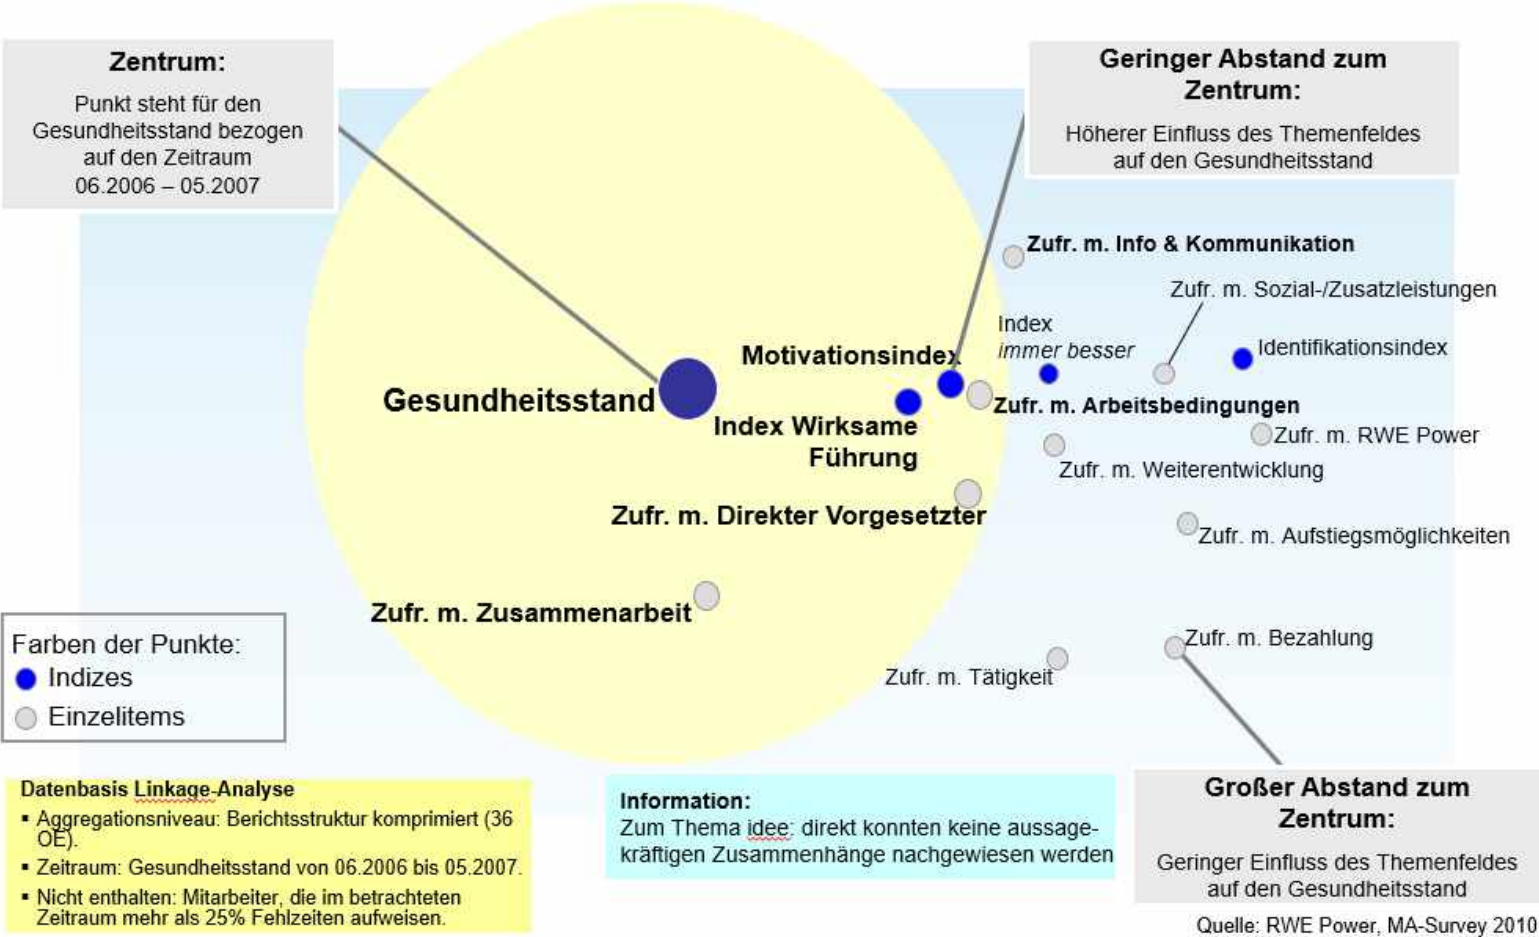 Zentrum:
Punkt steht für den
Gesundheitsstand bezogen
auf den Zeitraum
06.2006 – 05.2007
Geringer Abstand zum
Zentrum:
Höherer Einfluss des Themenfeldes
auf den Gesundheitsstand
Zufr. m. Info & Kommunikation
Zufr. m. Sozial-/Zusatzleistungen
Index
immer besser
Identifikationsindex
Motivationsindex
Gesundheitsstand
Zufr. m. Arbeitsbedingungen
Index Wirksame
Führung
Zufr. m. RWE Power
Zufr. m. Weiterentwicklung
Zufr. m. Direkter Vorgesetzter
Zufr. m. Aufstiegsmöglichkeiten
Zufr. m. Zusammenarbeit
Zufr. m. Bezahlung
Zufr. m. Tätigkeit
Farben der Punkte:
Indizes
Einzelitems
Datenbasis Linkage-Analyse
▪ Aggregationsniveau: Berichtsstruktur komprimiert (36
OE).
▪ Zeitraum: Gesundheitsstand von 06.2006 bis 05.2007.
▪ Nicht enthalten: Mitarbeiter, die im betrachteten
Zeitraum mehr als 25% Fehlzeiten aufweisen.
Information:
Zum Thema idee: direkt konnten keine aussage-
kräftigen Zusammenhänge nachgewiesen werden
Großer Abstand zum
Zentrum:
Geringer Einfluss des Themenfeldes
auf den Gesundheitsstand
Quelle: RWE Power, MA-Survey 2010